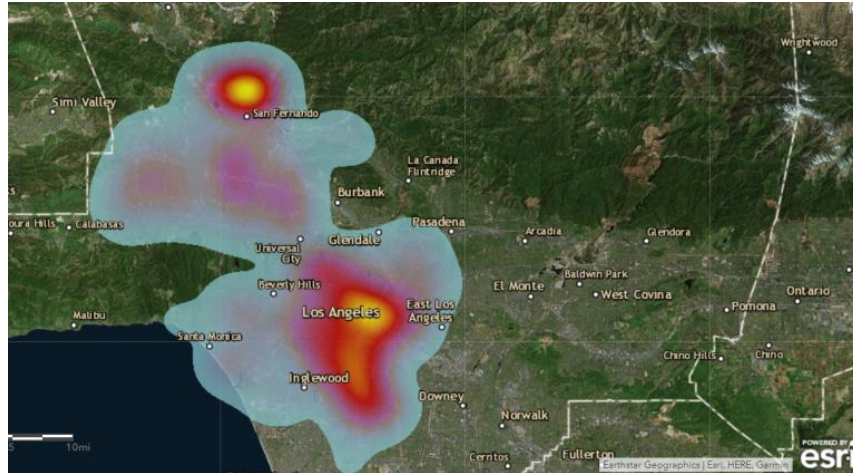 Wrightwood
Simi Valley
San Fernando
La Canada
Flintridge
Burbank
oura Hills
Calabasas
Pasadena
Arcadia
Glendora
Universal
City
Glendale
Beverly Hills
El Monte
Baldwin Park
West Covina
Ontario
Los Angeles
East Los
Angeles
Pomona
Malibu
Santa Monica
Chino Hills
Chino
Inglewood
Downey
Norwalk
10mi
Cerritos
Fullerton
POWERED BY
esri
Earthstar Geographics | Esri, HERE, Garmin